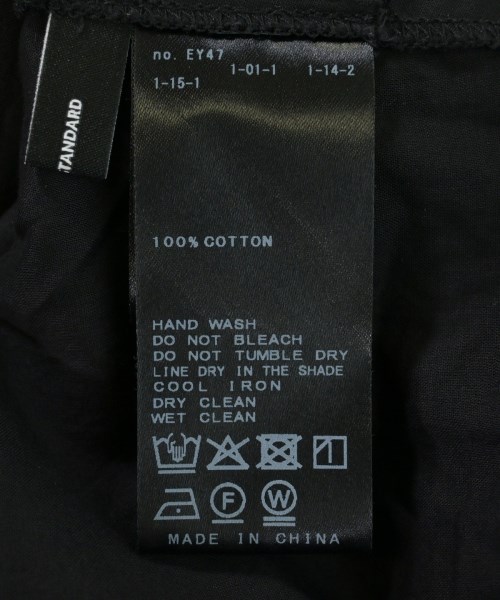 no. EY47
1-15-1 1-01-1 1-14-2
TANDARD
100% COTTON
HAND WASH
DO NOT BLEACH
DO NOT TUMBLE DRY
LINE DRY IN THE SHADE
COOL IRON
DRY CLEAN
WET CLEAN
F W
MADE IN CHINA